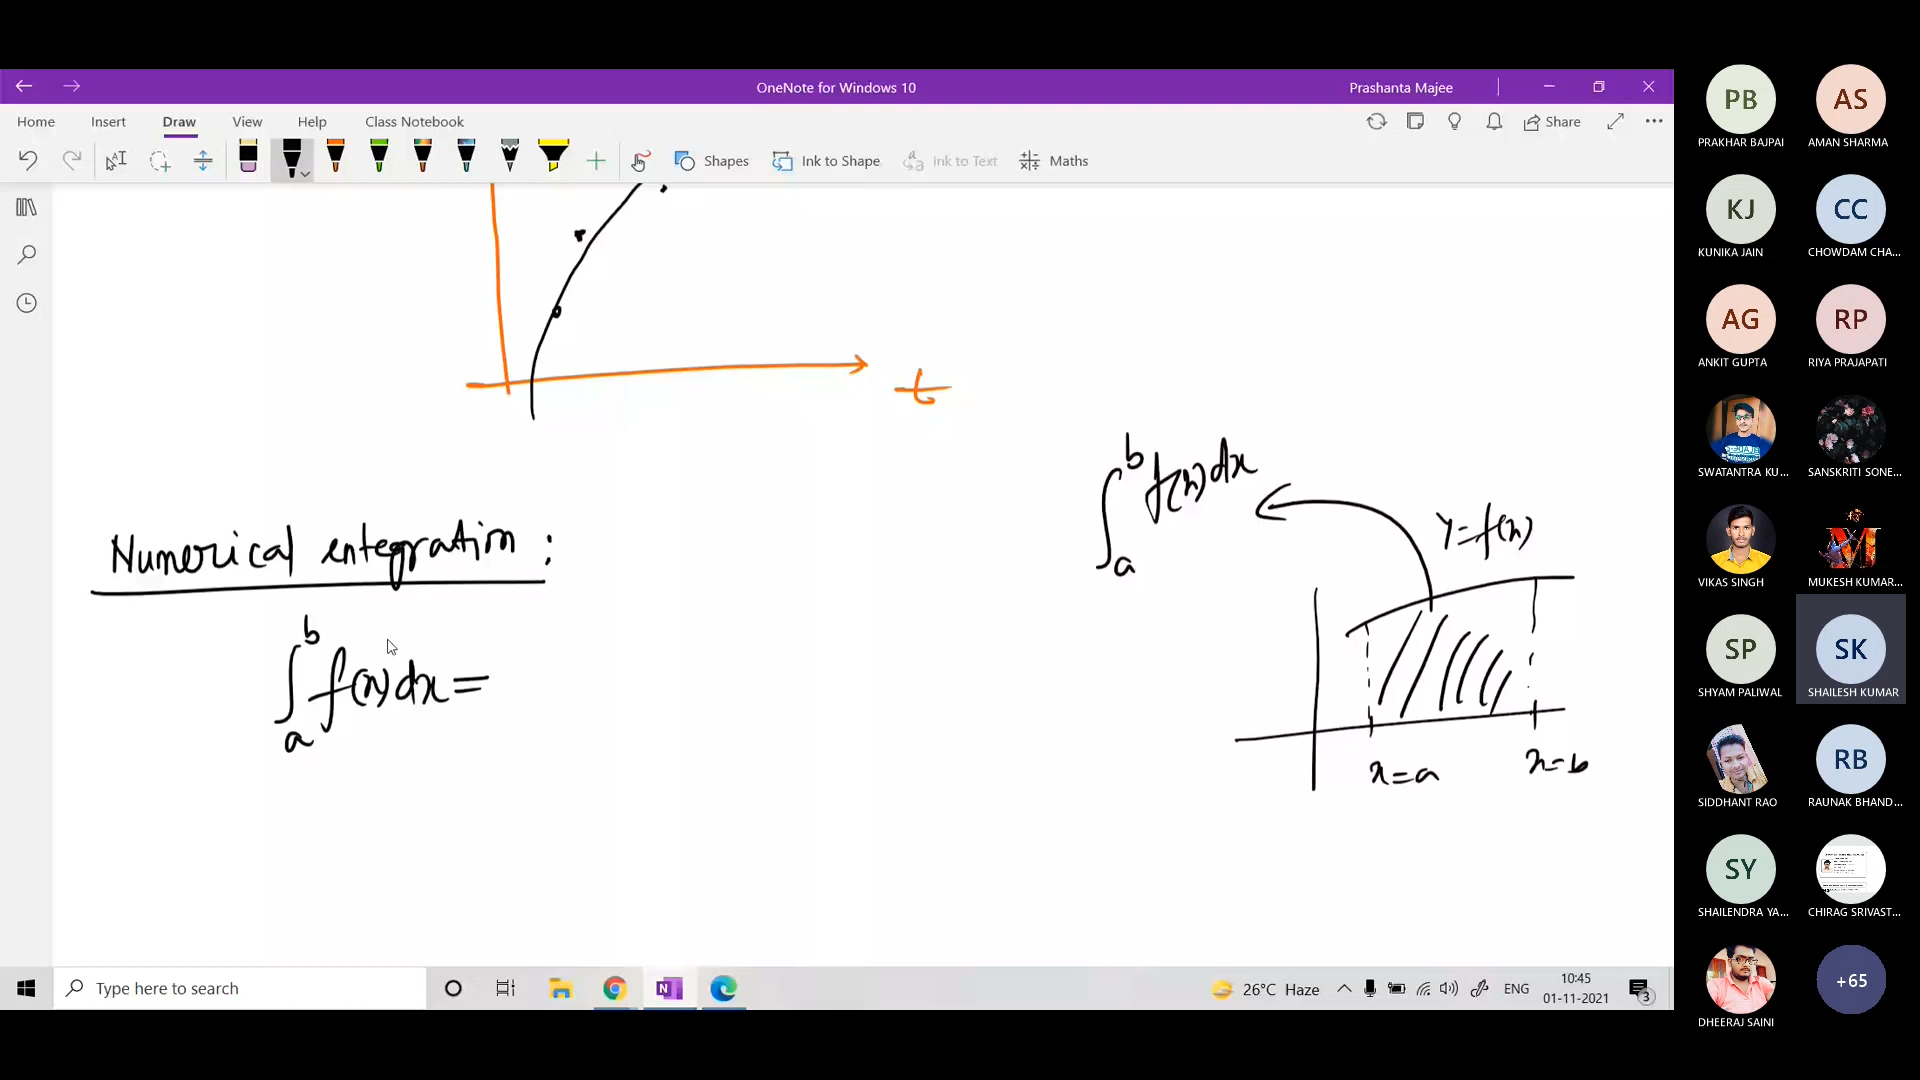 OneNote for Windows 10
Prashanta Majee
Home Insert Draw View Help Class Notebook
Share
Shapes Ink to Shape Ink to Text Maths
t
∫_a^b f(x) dx
y = f(x)
Numerical integration :
∫_a^b f(x) dx =
x = a
x = b
Type here to search
26°C Haze
ENG
10:45
01-11-2021
3
PB AS
PRAKHAR BAJPAI AMAN SHARMA
KJ CC
KUNIKA JAIN CHOWDAM CHA...
AG RP
ANKIT GUPTA RIYA PRAJAPATI
SWATANTRA KU... SANSKRITI SONE...
VIKAS SINGH MUKESH KUMAR...
SP SK
SHYAM PALIWAL SHAILESH KUMAR
RB
SIDDHANT RAO RAUNAK BHAND...
SY
SHAILENDRA YA... CHIRAG SRIVAST...
+65
DHEERAJ SAINI